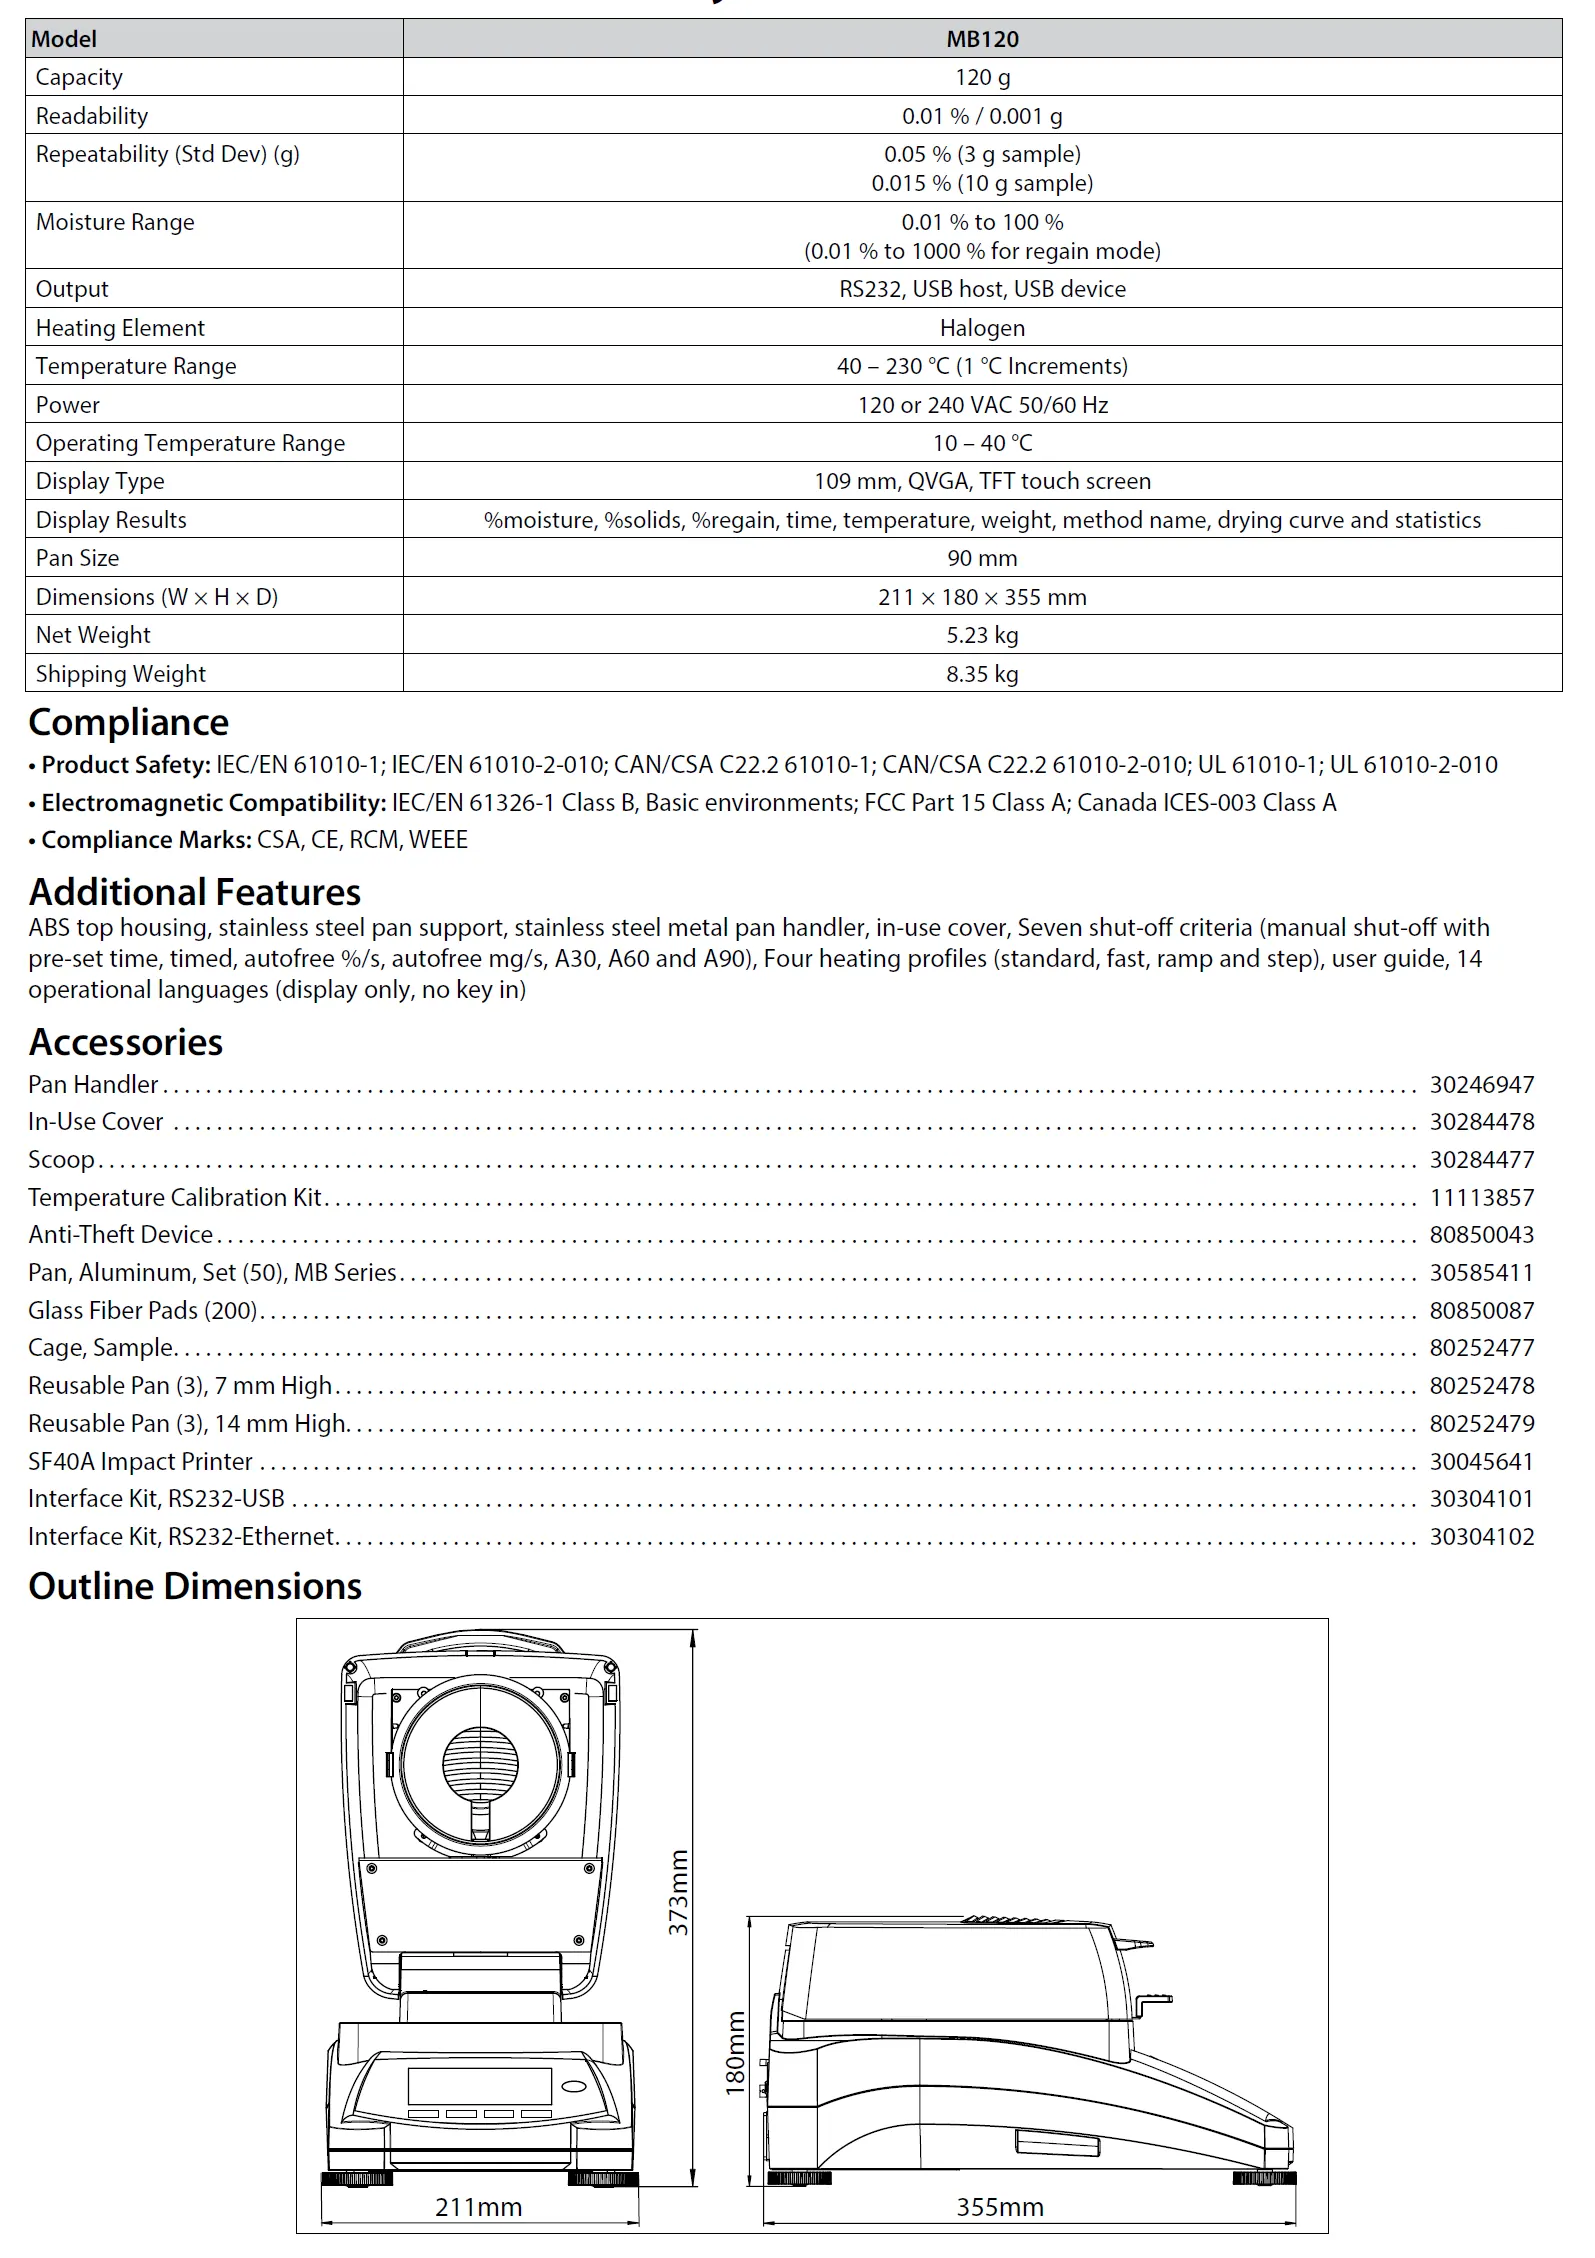 Model MB120
Capacity 120 g
Readability 0.01 % / 0.001 g
Repeatability (Std Dev) (g) 0.05 % (3 g sample)
0.015 % (10 g sample)
Moisture Range 0.01 % to 100 %
(0.01 % to 1000 % for regain mode)
Output RS232, USB host, USB device
Heating Element Halogen
Temperature Range 40 – 230 °C (1 °C Increments)
Power 120 or 240 VAC 50/60 Hz
Operating Temperature Range 10 – 40 °C
Display Type 109 mm, QVGA, TFT touch screen
Display Results %moisture, %solids, %regain, time, temperature, weight, method name, drying curve and statistics
Pan Size 90 mm
Dimensions (W × H × D) 211 × 180 × 355 mm
Net Weight 5.23 kg
Shipping Weight 8.35 kg
Compliance
• Product Safety: IEC/EN 61010-1; IEC/EN 61010-2-010; CAN/CSA C22.2 61010-1; CAN/CSA C22.2 61010-2-010; UL 61010-1; UL 61010-2-010
• Electromagnetic Compatibility: IEC/EN 61326-1 Class B, Basic environments; FCC Part 15 Class A; Canada ICES-003 Class A
• Compliance Marks: CSA, CE, RCM, WEEE
Additional Features
ABS top housing, stainless steel pan support, stainless steel metal pan handler, in-use cover, Seven shut-off criteria (manual shut-off with
pre-set time, timed, autofree %/s, autofree mg/s, A30, A60 and A90), Four heating profiles (standard, fast, ramp and step), user guide, 14
operational languages (display only, no key in)
Accessories
Pan Handler 30246947
In-Use Cover 30284478
Scoop 30284477
Temperature Calibration Kit 11113857
Anti-Theft Device 80850043
Pan, Aluminum, Set (50), MB Series 30585411
Glass Fiber Pads (200) 80850087
Cage, Sample 80252477
Reusable Pan (3), 7 mm High 80252478
Reusable Pan (3), 14 mm High 80252479
SF40A Impact Printer 30045641
Interface Kit, RS232-USB 30304101
Interface Kit, RS232-Ethernet 30304102
Outline Dimensions
373mm
180mm
211mm
355mm